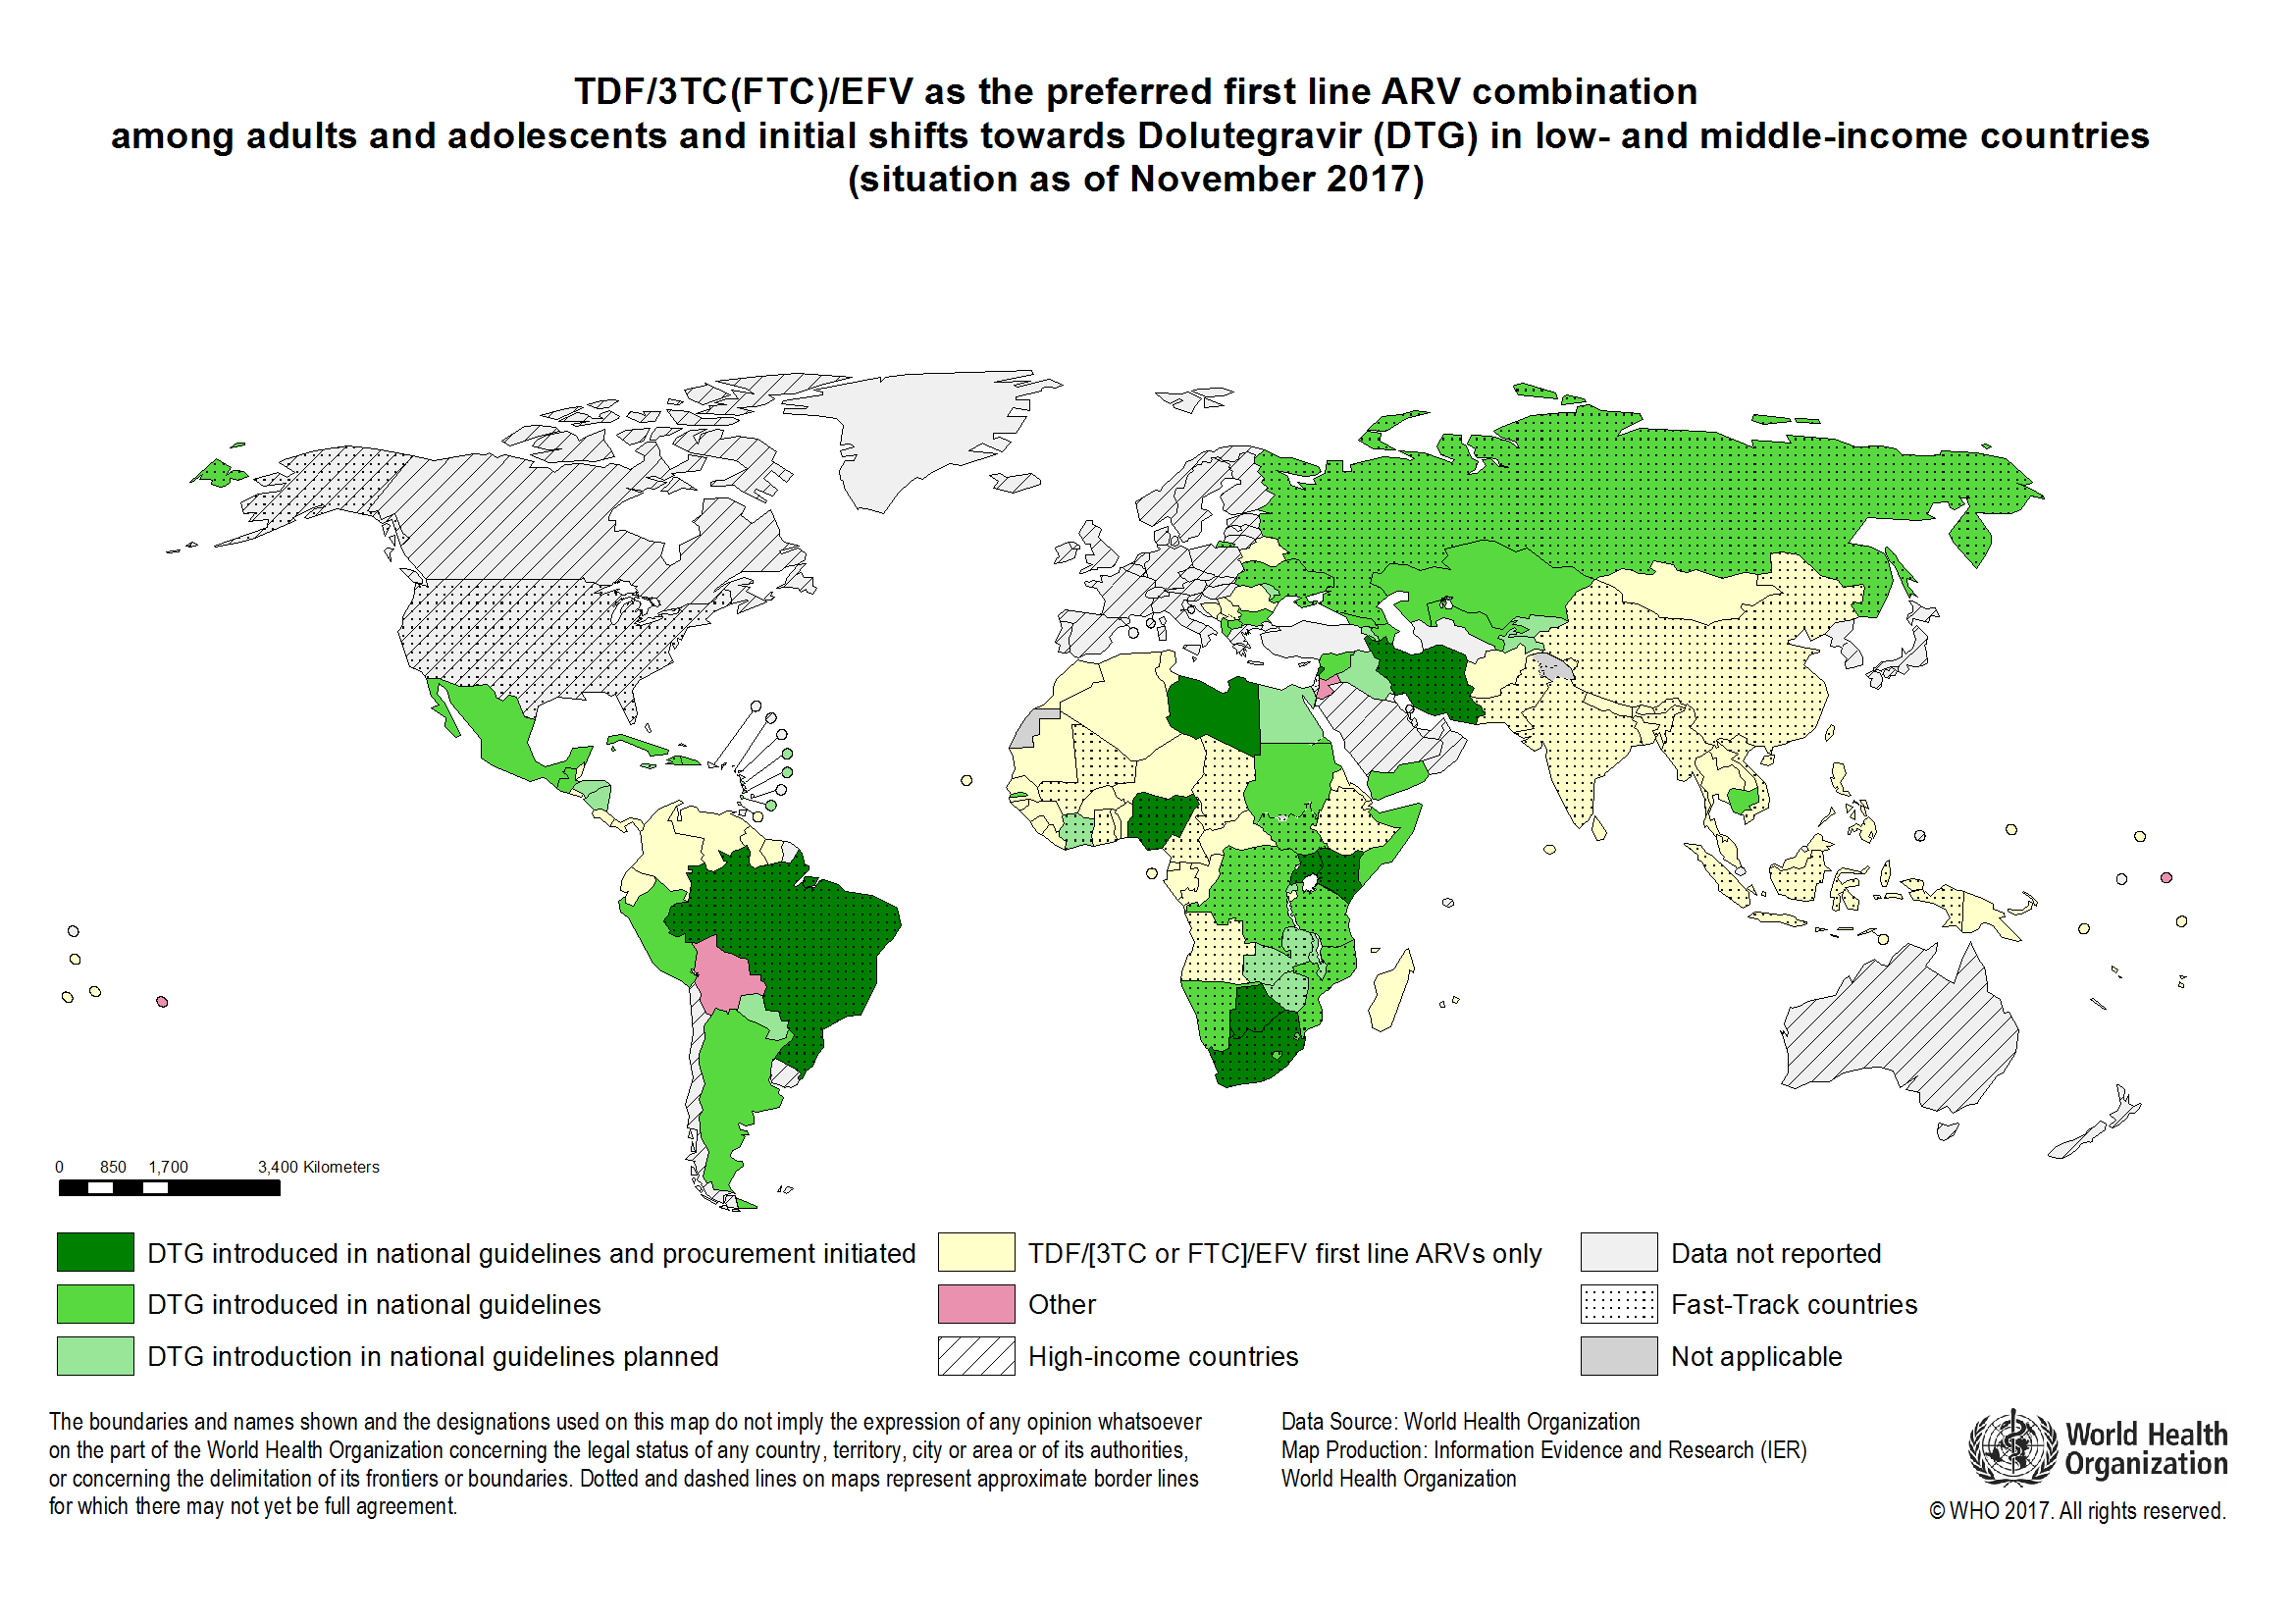 TDF/3TC(FTC)/EFV as the preferred first line ARV combination
among adults and adolescents and initial shifts towards Dolutegravir (DTG) in low- and middle-income countries
(situation as of November 2017)
0 850 1,700 3,400 Kilometers
DTG introduced in national guidelines and procurement initiated
DTG introduced in national guidelines
DTG introduction in national guidelines planned
TDF/[3TC or FTC]/EFV first line ARVs only
Other
High-income countries
Data not reported
Fast-Track countries
Not applicable
The boundaries and names shown and the designations used on this map do not imply the expression of any opinion whatsoever
on the part of the World Health Organization concerning the legal status of any country, territory, city or area or of its authorities,
or concerning the delimitation of its frontiers or boundaries. Dotted and dashed lines on maps represent approximate border lines
for which there may not yet be full agreement.
Data Source: World Health Organization
Map Production: Information Evidence and Research (IER)
World Health Organization
World Health
Organization
© WHO 2017. All rights reserved.